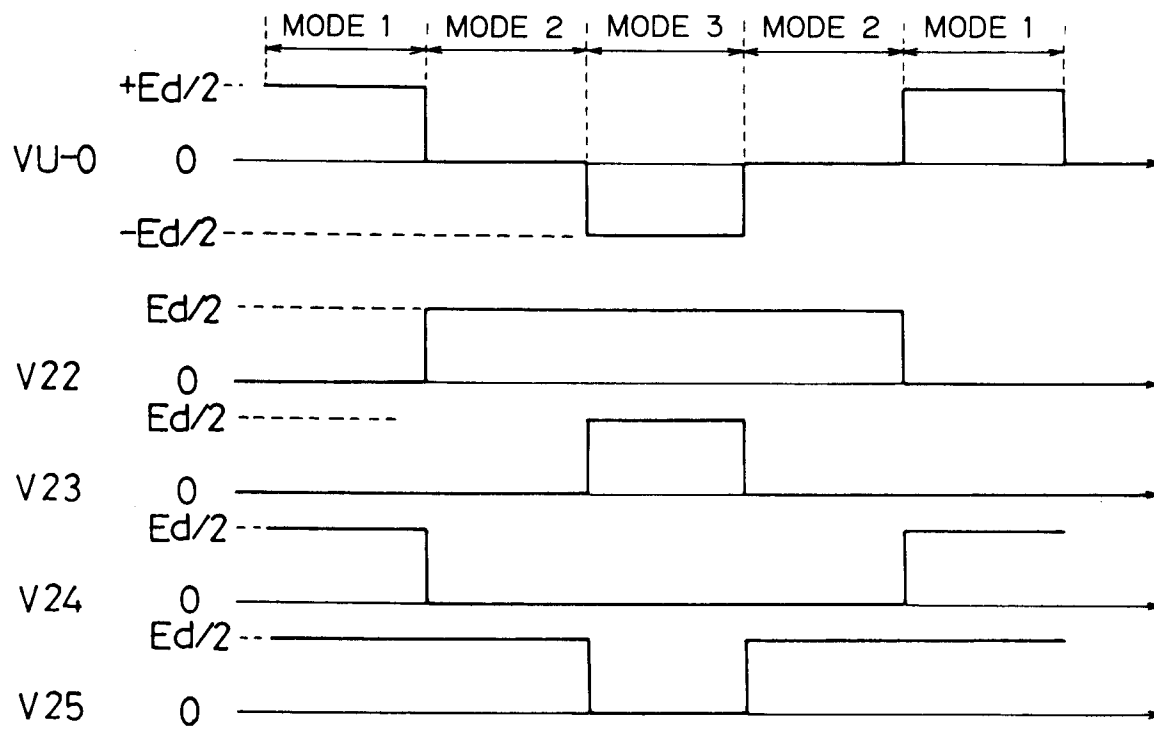 MODE 1 MODE 2 MODE 3 MODE 2 MODE 1
+Ed/2
VU-0 0
-Ed/2
Ed/2
V22 0
Ed/2
V23 0
Ed/2
V24 0
Ed/2
V25 0